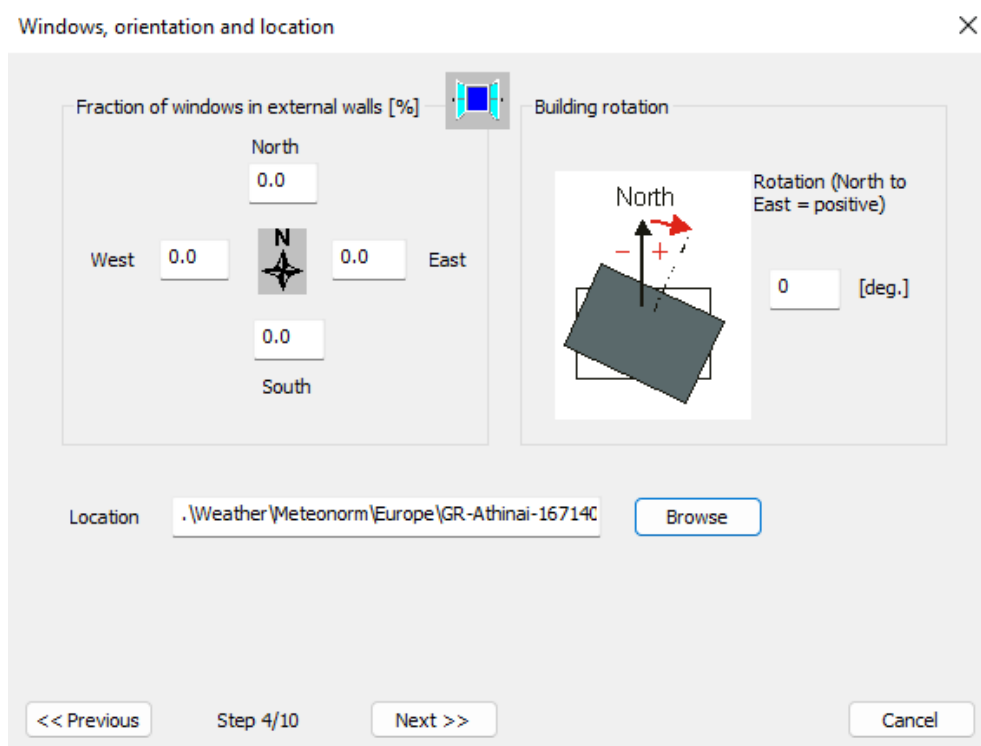 Windows, orientation and location
Fraction of windows in external walls [%]
North
0.0
West
0.0
N
0.0
East
0.0
South
Building rotation
North
- +
Rotation (North to
East = positive)
0
[deg.]
Location
.\Weather\Meteonorm\Europe\GR-Athinai-167140
Browse
<< Previous
Step 4/10
Next >>
Cancel